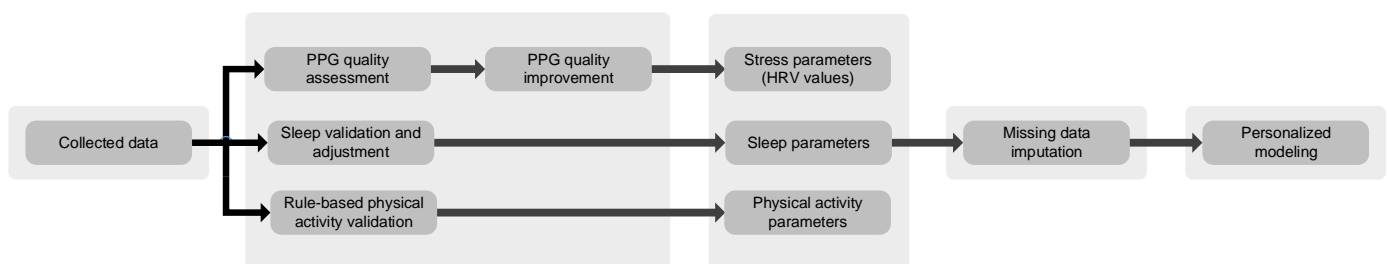 Collected data
PPG quality
assessment
PPG quality
improvement
Stress parameters
(HRV values)
Sleep validation and
adjustment
Sleep parameters
Missing data
imputation
Personalized
modeling
Rule-based physical
activity validation
Physical activity
parameters